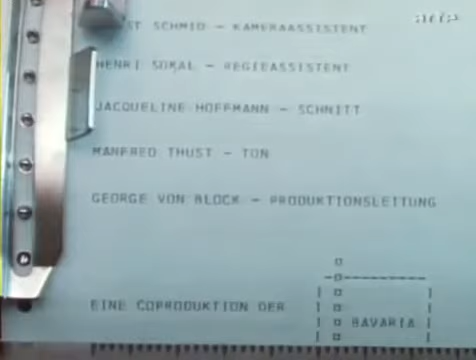 arte
ST SCHMID - KAMERAASSISTENT
HENRI SOKAL - REGIEASSISTENT
JACQUELINE HOFFMANN - SCHNITT
MANFRED THUST - TON
GEORGE VON BLOCK - PRODUKTIONSLEITUNG
EINE COPRODUKTION DER
BAVARIA